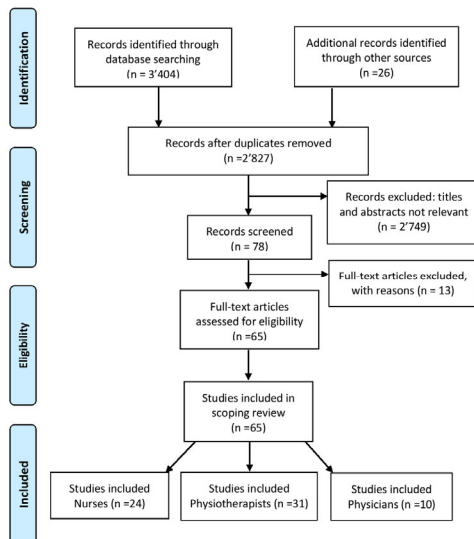 Identification
Records identified through
database searching
(n = 3'404)
Additional records identified
through other sources
(n =26)
Records after duplicates removed
(n =2'827)
Screening
Records excluded: titles
and abstracts not relevant
(n = 2'749)
Records screened
(n = 78)
Full-text articles excluded,
with reasons (n = 13)
Eligibility
Full-text articles
assessed for eligibility
(n =65)
Studies included in
scoping review
(n =65)
Included
Studies included
Nurses (n =24)
Studies included
Physiotherapists (n =31)
Studies included
Physicians (n =10)